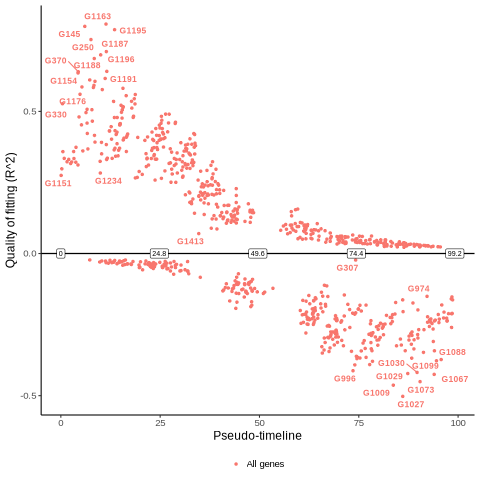 G1163
G145
G1195
G250
G1187
G370
G1188
G1196
G1154
G1191
G1176
G330
0.5
G1151
G1234
G1413
0.0
0
24.8
49.6
74.4
99.2
G307
G974
G1088
G1030
G1099
G996
G1029
G1067
G1009
G1073
G1027
-0.5
0
25
50
75
100
Quality of fitting (R^2)
Pseudo-timeline
All genes